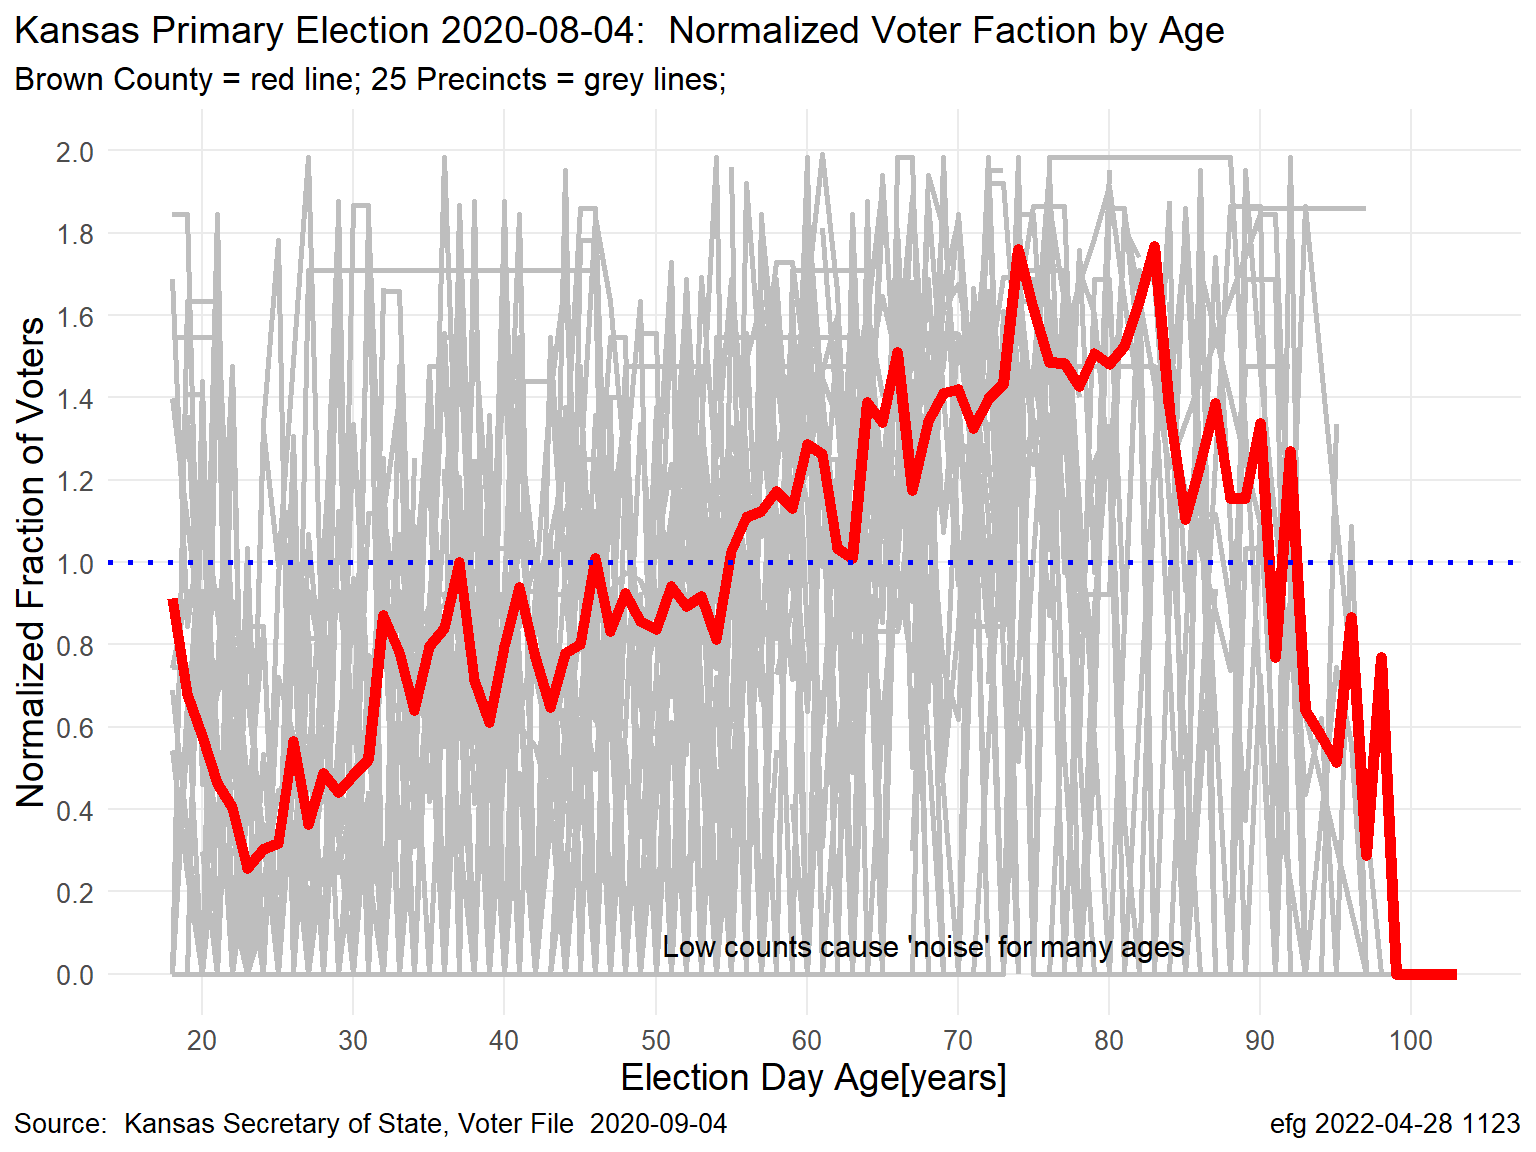 Kansas Primary Election 2020-08-04:  Normalized Voter Faction by Age
Brown County = red line; 25 Precincts = grey lines;
Normalized Fraction of Voters
2.0
1.8
1.6
1.4
1.2
1.0
0.8
0.6
0.4
0.2
0.0
Low counts cause 'noise' for many ages
20 30 40 50 60 70 80 90 100
Election Day Age[years]
Source:  Kansas Secretary of State, Voter File  2020-09-04
efg 2022-04-28 1123